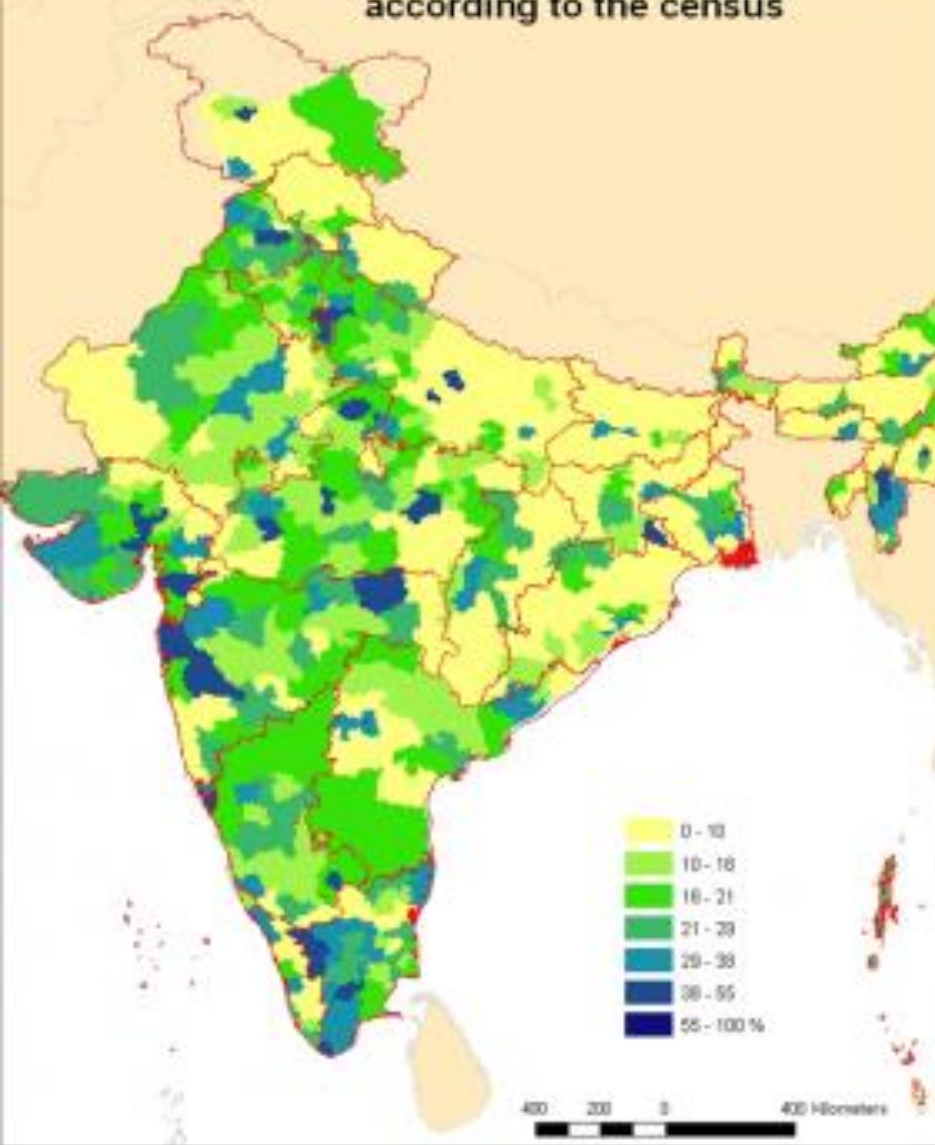 according to the census
0 - 10
10 - 16
16 - 21
21 - 29
29 - 38
38 - 55
55 - 100 %
400 200 0 400 Kilometers